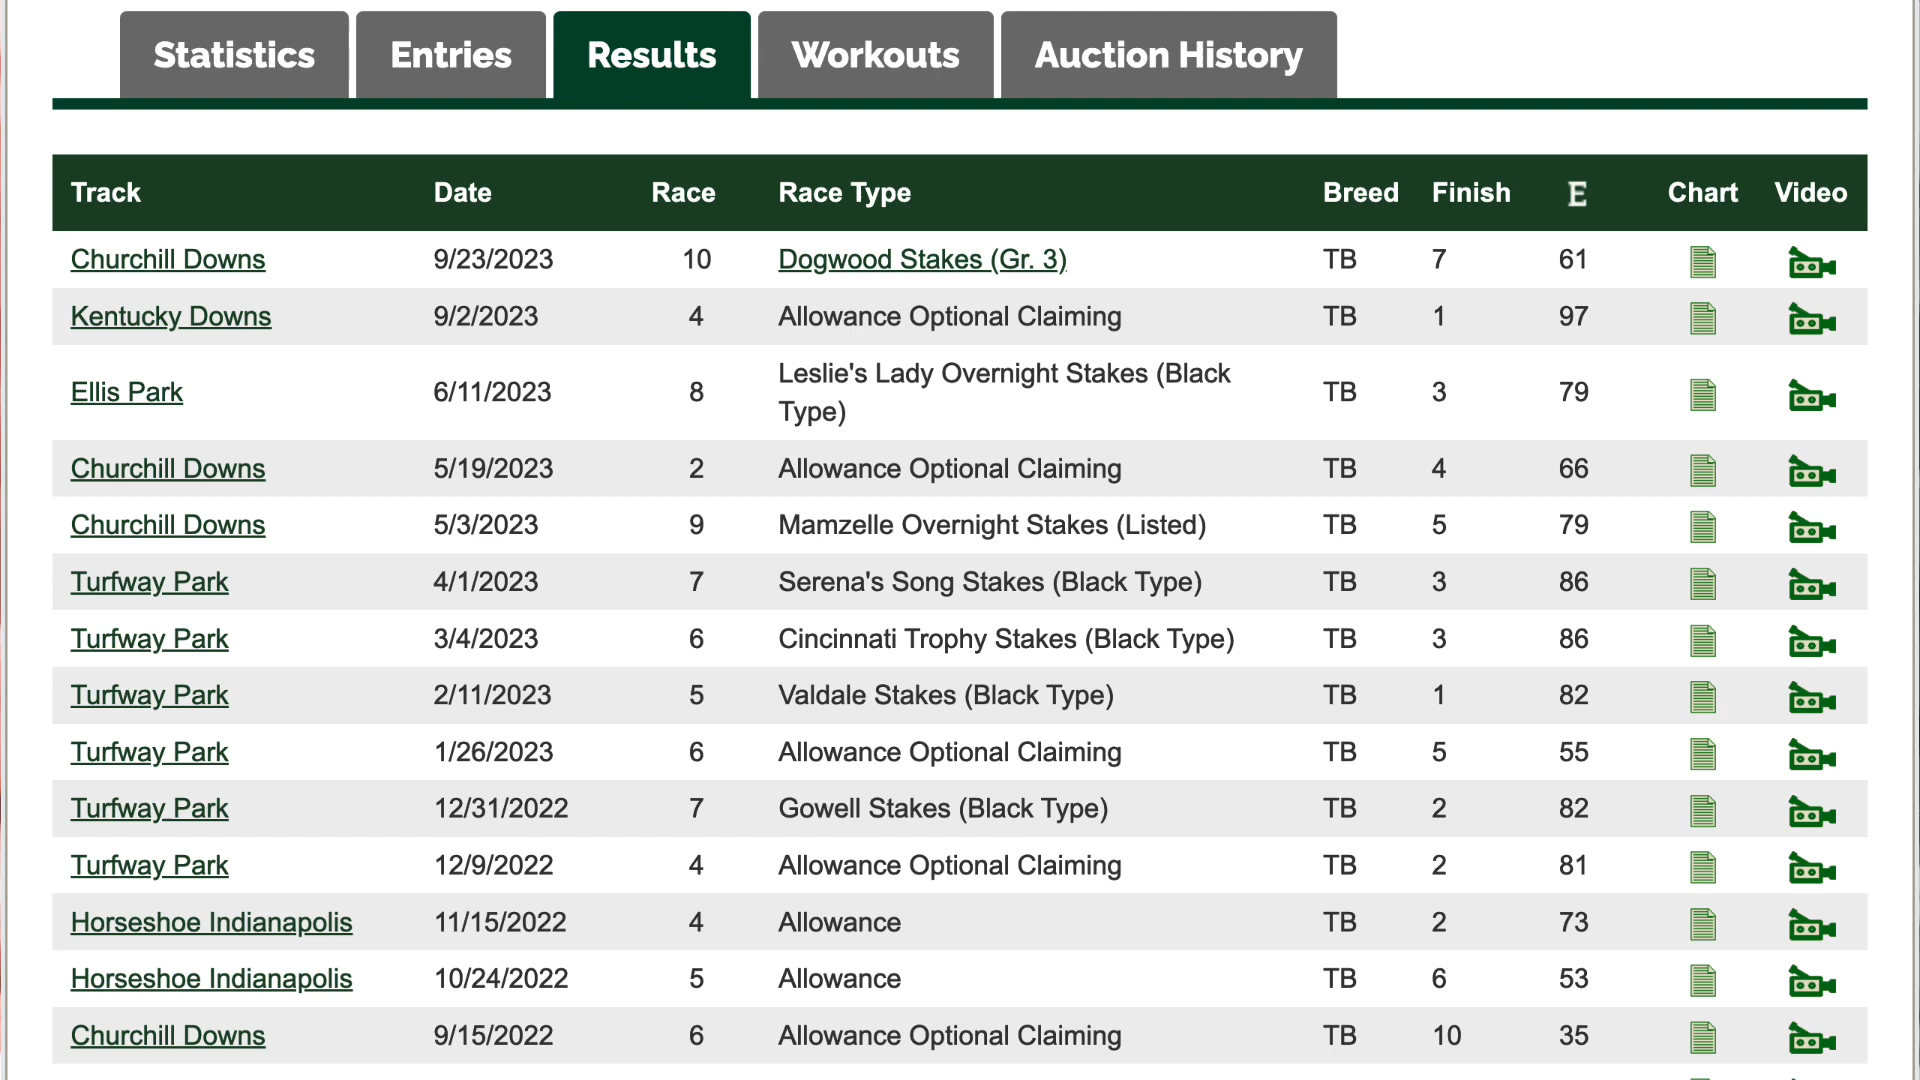 Statistics Entries Results Workouts Auction History
Track Date Race Race Type Breed Finish E Chart Video
Churchill Downs 9/23/2023 10 Dogwood Stakes (Gr. 3) TB 7 61
Kentucky Downs 9/2/2023 4 Allowance Optional Claiming TB 1 97
Ellis Park 6/11/2023 8 Leslie's Lady Overnight Stakes (Black TB 3 79
Type)
Churchill Downs 5/19/2023 2 Allowance Optional Claiming TB 4 66
Churchill Downs 5/3/2023 9 Mamzelle Overnight Stakes (Listed) TB 5 79
Turfway Park 4/1/2023 7 Serena's Song Stakes (Black Type) TB 3 86
Turfway Park 3/4/2023 6 Cincinnati Trophy Stakes (Black Type) TB 3 86
Turfway Park 2/11/2023 5 Valdale Stakes (Black Type) TB 1 82
Turfway Park 1/26/2023 6 Allowance Optional Claiming TB 5 55
Turfway Park 12/31/2022 7 Gowell Stakes (Black Type) TB 2 82
Turfway Park 12/9/2022 4 Allowance Optional Claiming TB 2 81
Horseshoe Indianapolis 11/15/2022 4 Allowance TB 2 73
Horseshoe Indianapolis 10/24/2022 5 Allowance TB 6 53
Churchill Downs 9/15/2022 6 Allowance Optional Claiming TB 10 35